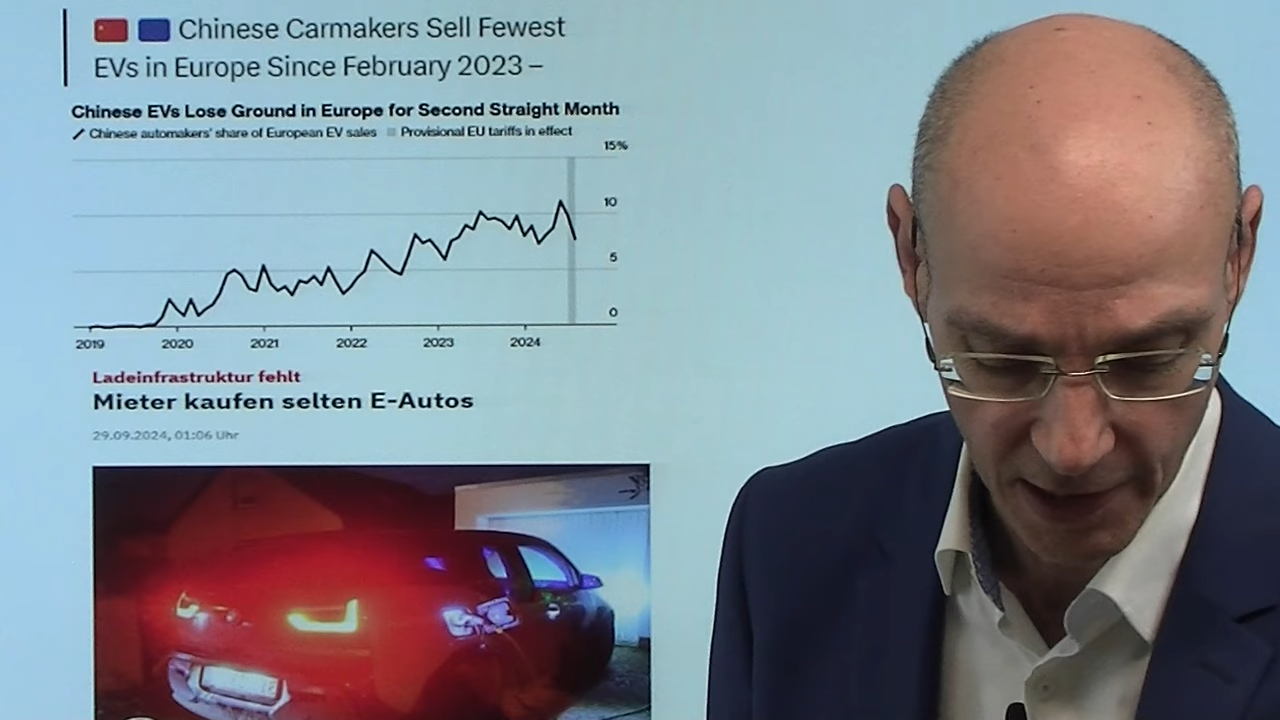 Chinese Carmakers Sell Fewest
EVs in Europe Since February 2023 –
Chinese EVs Lose Ground in Europe for Second Straight Month
Chinese automakers' share of European EV sales Provisional EU tariffs in effect
15%
10
5
0
2019 2020 2021 2022 2023 2024
Ladeinfrastruktur fehlt
Mieter kaufen selten E-Autos
29.09.2024, 01:06 Uhr